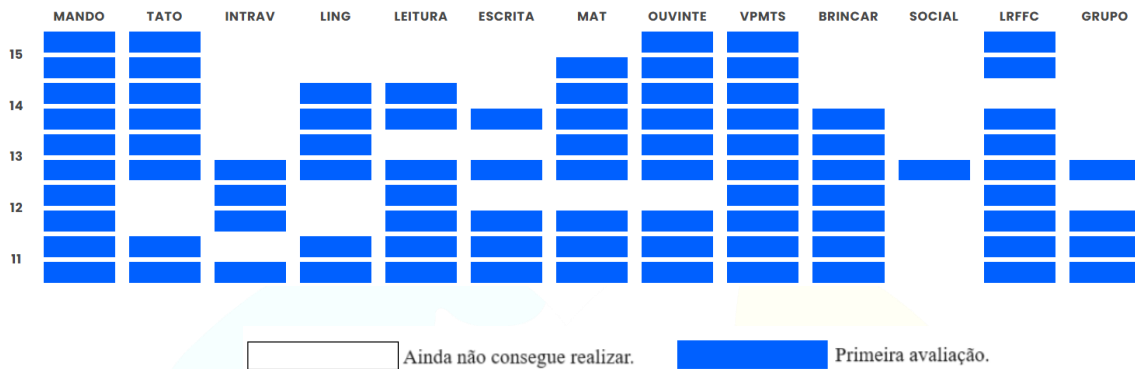 MANDO TATO INTRAV LING LEITURA ESCRITA MAT OUVINTE VPMTS BRINCAR SOCIAL LRFFC GRUPO
15
14
13
12
11
Ainda não consegue realizar. Primeira avaliação.